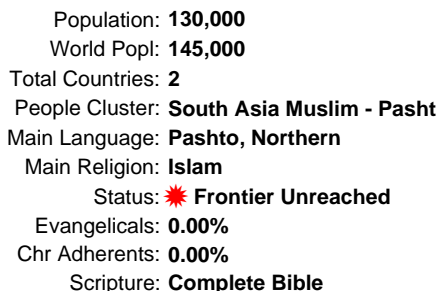 Population: 130,000
World Popl: 145,000
Total Countries: 2
People Cluster: South Asia Muslim - Pasht
Main Language: Pashto, Northern
Main Religion: Islam
Status: Frontier Unreached
Evangelicals: 0.00%
Chr Adherents: 0.00%
Scripture: Complete Bible